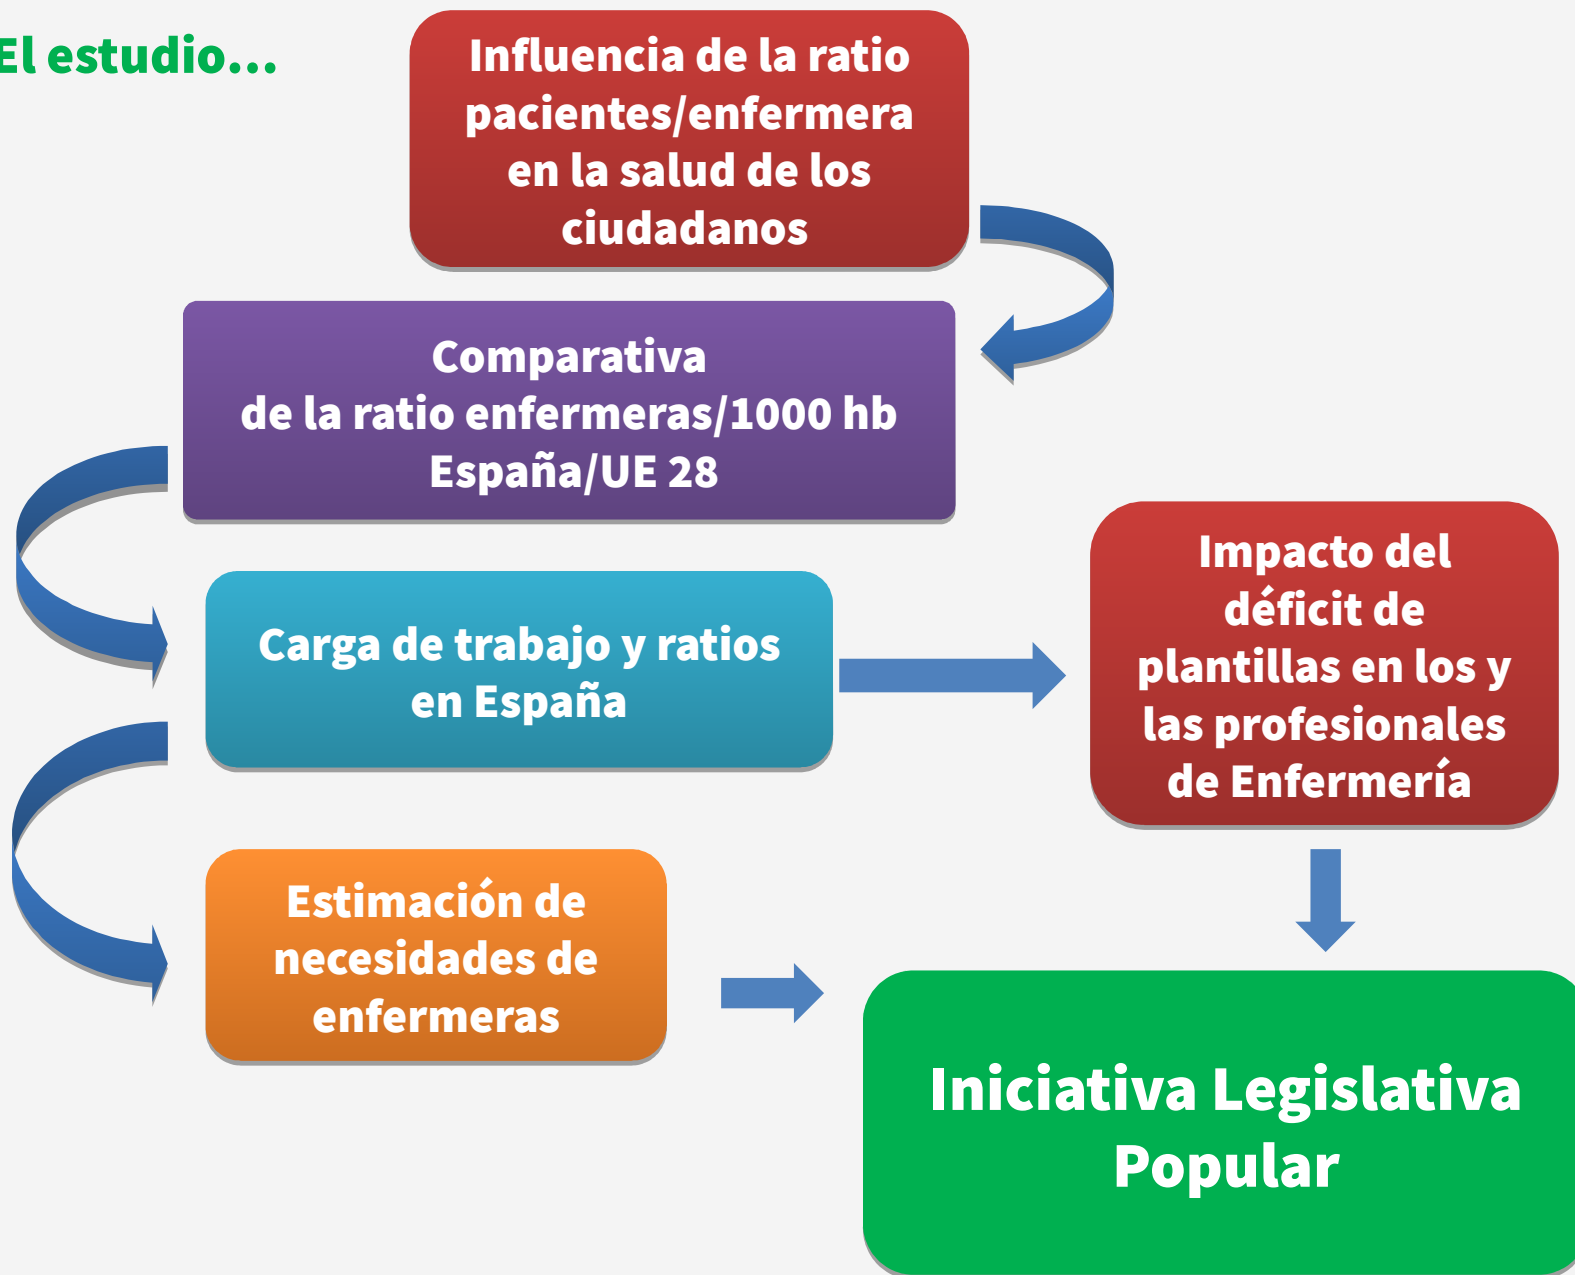 El estudio...
Influencia de la ratio
pacientes/enfermera
en la salud de los
ciudadanos
Comparativa
de la ratio enfermeras/1000 hb
España/UE 28
Carga de trabajo y ratios
en España
Impacto del
déficit de
plantillas en los y
las profesionales
de Enfermería
Estimación de
necesidades de
enfermeras
Iniciativa Legislativa
Popular